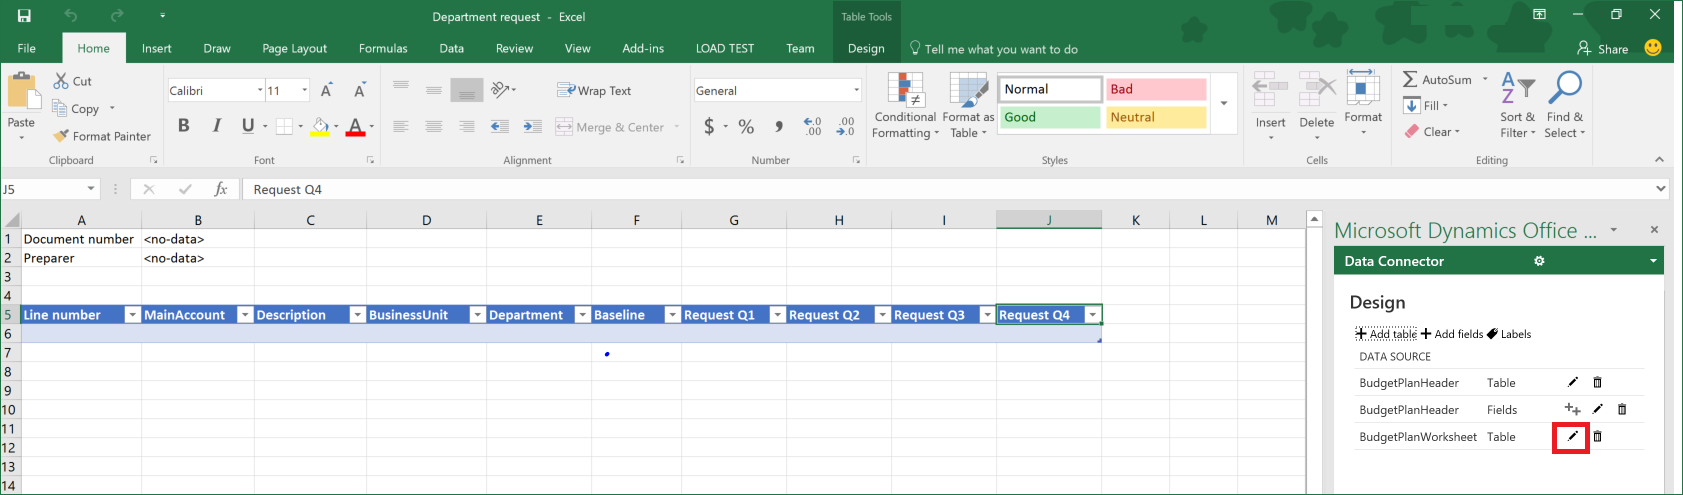 Department request - Excel
Table Tools
File Home Insert Draw Page Layout Formulas Data Review View Add-ins LOAD TEST Team Design Tell me what you want to do Share
Paste
Cut
Copy
Format Painter
Clipboard
Calibri 11
B I U A
Font
Wrap Text
Merge & Center
Alignment
General
$ % , .0 .00 .00 .0
Number
Conditional Formatting
Format as Table
Normal Bad
Good Neutral
Styles
Insert Delete Format
Cells
AutoSum
Fill
Clear
Sort & Filter
Find & Select
Editing
J5 fx Request Q4
A B C D E F G H I J K L M
1 Document number <no-data>
2 Preparer <no-data>
3
4
5 Line number MainAccount Description BusinessUnit Department Baseline Request Q1 Request Q2 Request Q3 Request Q4
6
7
8
9
10
11
12
13
14
Microsoft Dynamics Office ...
Data Connector
Design
Add table Add fields Labels
DATA SOURCE
BudgetPlanHeader Table
BudgetPlanHeader Fields
BudgetPlanWorksheet Table